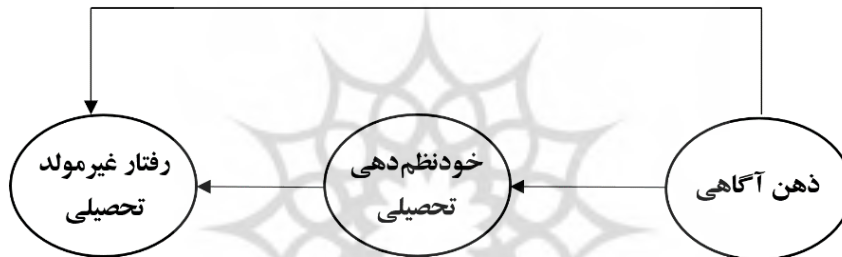 ذهن آگاهی
خودنظم‌دهی
تحصیلی
رفتار غیرمولد
تحصیلی